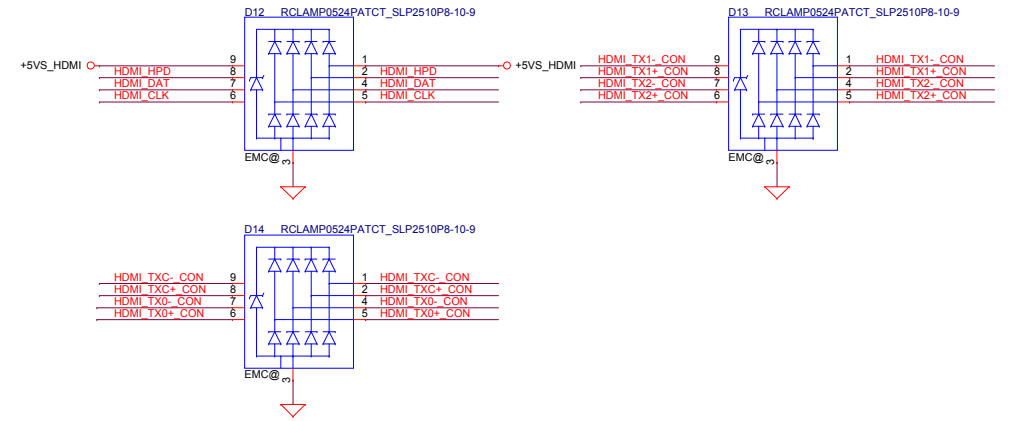 D12 RCLAMP0524PATCT_SLP2510P8-10-9
+5VS_HDMI 9 1 +5VS_HDMI
HDMI_HPD 8 2 HDMI_HPD
HDMI_DAT 7 4 HDMI_DAT
HDMI_CLK 6 5 HDMI_CLK
EMC@ 3
D13 RCLAMP0524PATCT_SLP2510P8-10-9
HDMI_TX1-_CON 9 1 HDMI_TX1-_CON
HDMI_TX1+_CON 8 2 HDMI_TX1+_CON
HDMI_TX2-_CON 7 4 HDMI_TX2-_CON
HDMI_TX2+_CON 6 5 HDMI_TX2+_CON
EMC@ 3
D14 RCLAMP0524PATCT_SLP2510P8-10-9
HDMI_TXC-_CON 9 1 HDMI_TXC-_CON
HDMI_TXC+_CON 8 2 HDMI_TXC+_CON
HDMI_TX0-_CON 7 4 HDMI_TX0-_CON
HDMI_TX0+_CON 6 5 HDMI_TX0+_CON
EMC@ 3